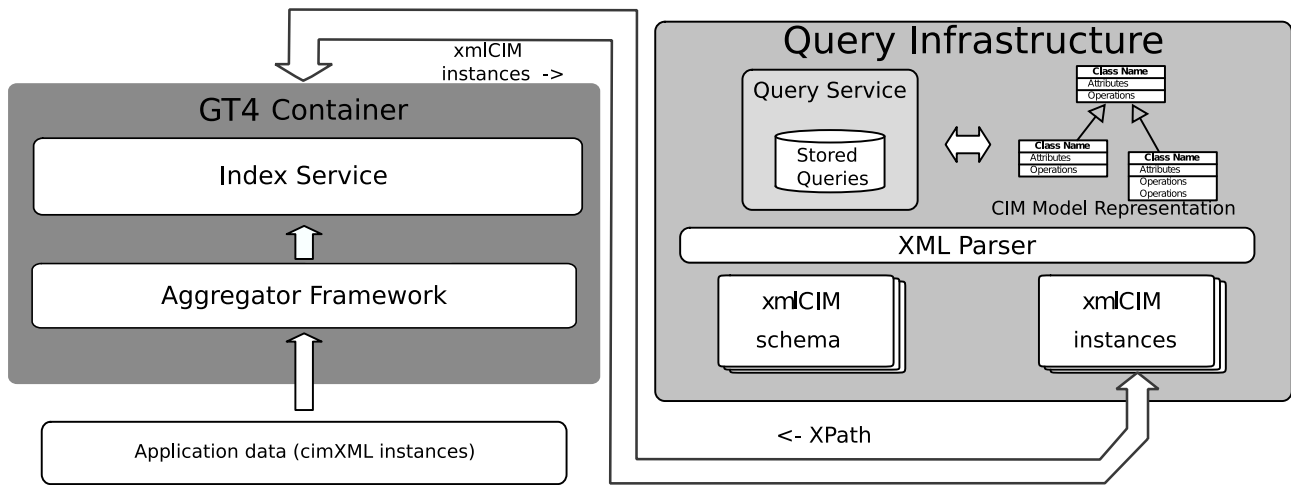 xmlCIM
instances ->
GT4 Container
Index Service
Aggregator Framework
Application data (cimXML instances)
Query Infrastructure
Query Service
Stored
Queries
Class Name
Attributes
Operations
Class Name
Attributes
Operations
Class Name
Attributes
Operations
Operations
CIM Model Representation
XML Parser
xmlCIM
schema
xmlCIM
instances
<- XPath